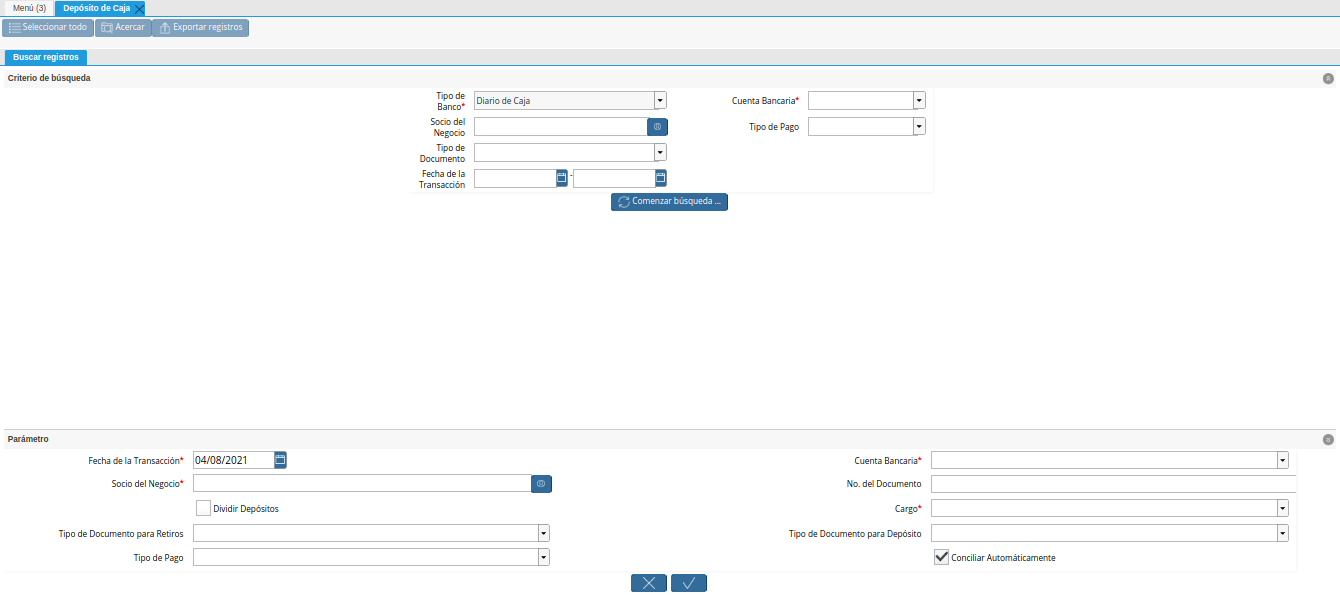 Menú (3) Depósito de Caja
Seleccionar todo Acercar Exportar registros
Buscar registros
Criterio de búsqueda
Tipo de Banco* Diario de Caja Cuenta Bancaria*
Socio del Negocio Tipo de Pago
Tipo de Documento
Fecha de la Transacción -
Comenzar búsqueda ...
Parámetro
Fecha de la Transacción* 04/08/2021 Cuenta Bancaria*
Socio del Negocio* No. del Documento
Dividir Depósitos Cargo*
Tipo de Documento para Retiros Tipo de Documento para Depósito
Tipo de Pago Conciliar Automáticamente